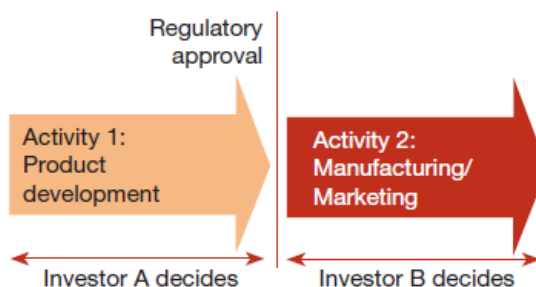 Regulatory
approval
Activity 1:
Product
development
Activity 2:
Manufacturing/
Marketing
Investor A decides
Investor B decides